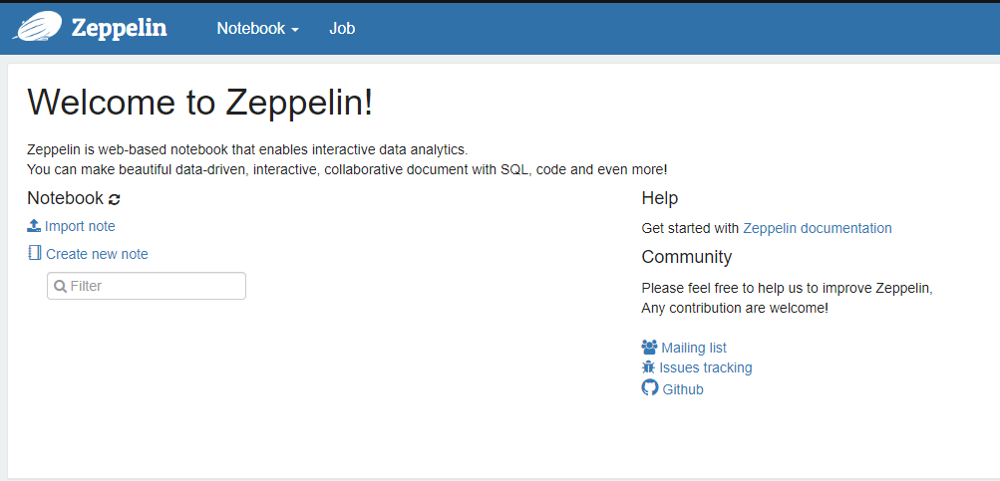 Zeppelin Notebook Job
Welcome to Zeppelin!
Zeppelin is web-based notebook that enables interactive data analytics.
You can make beautiful data-driven, interactive, collaborative document with SQL, code and even more!
Notebook
Import note
Create new note
Filter
Help
Get started with Zeppelin documentation
Community
Please feel free to help us to improve Zeppelin,
Any contribution are welcome!
Mailing list
Issues tracking
Github